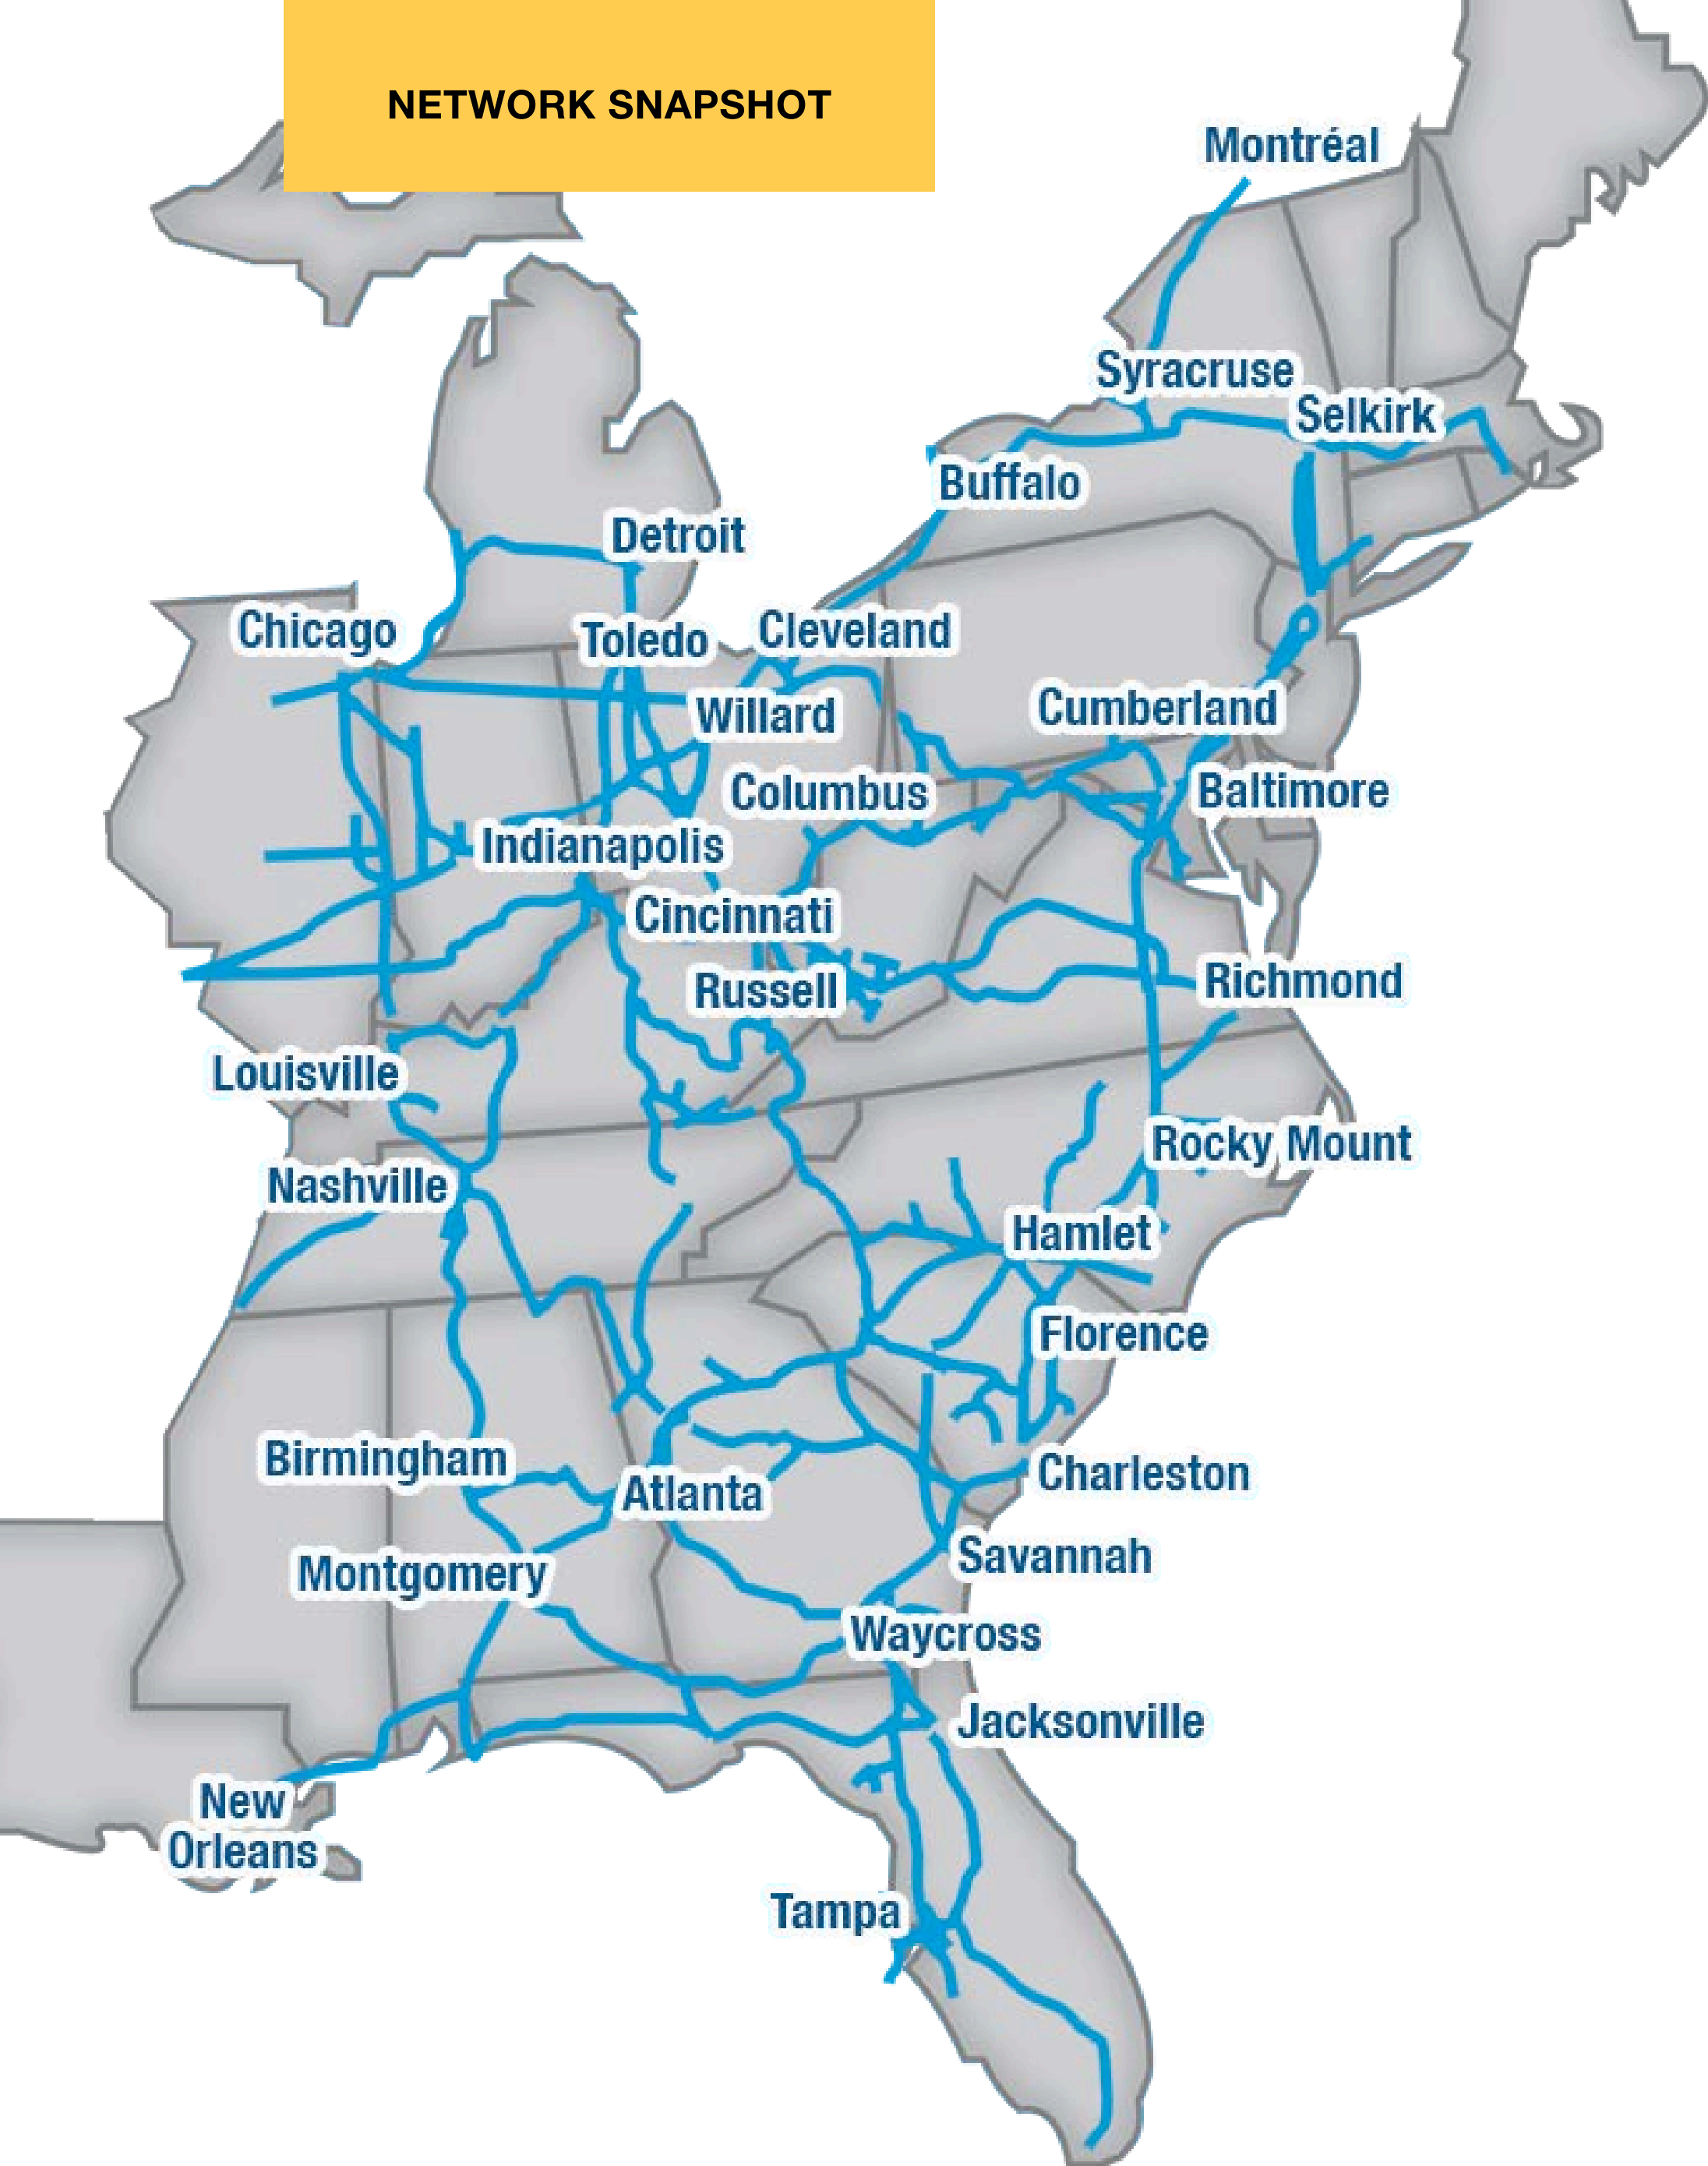 NETWORK SNAPSHOT
Montréal
Syracruse
Selkirk
Buffalo
Detroit
Chicago
Toledo
Cleveland
Willard
Cumberland
Columbus
Baltimore
Indianapolis
Cincinnati
Russell
Richmond
Louisville
Rocky Mount
Nashville
Hamlet
Florence
Birmingham
Atlanta
Charleston
Savannah
Montgomery
Waycross
Jacksonville
New
Orleans
Tampa